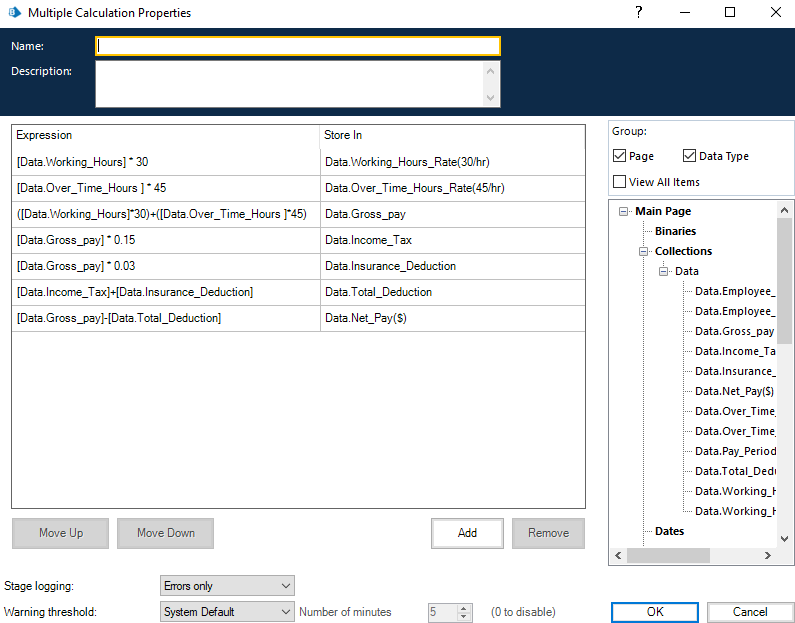 Multiple Calculation Properties
Name:
Description:
Expression Store In
[Data.Working_Hours] * 30 Data.Working_Hours_Rate(30/hr)
[Data.Over_Time_Hours ] * 45 Data.Over_Time_Hours_Rate(45/hr)
([Data.Working_Hours]*30)+([Data.Over_Time_Hours ]*45) Data.Gross_pay
[Data.Gross_pay] * 0.15 Data.Income_Tax
[Data.Gross_pay] * 0.03 Data.Insurance_Deduction
[Data.Income_Tax]+[Data.Insurance_Deduction] Data.Total_Deduction
[Data.Gross_pay]-[Data.Total_Deduction] Data.Net_Pay($)
Move Up Move Down Add Remove
Group:
Page Data Type
View All Items
Main Page
Binaries
Collections
Data
Data.Employee_
Data.Employee_
Data.Gross_pay
Data.Income_Ta
Data.Insurance_
Data.Net_Pay($)
Data.Over_Time_
Data.Over_Time_
Data.Pay_Period
Data.Total_Dedu
Data.Working_H
Data.Working_H
Dates
Stage logging: Errors only
Warning threshold: System Default Number of minutes 5 (0 to disable)
OK Cancel